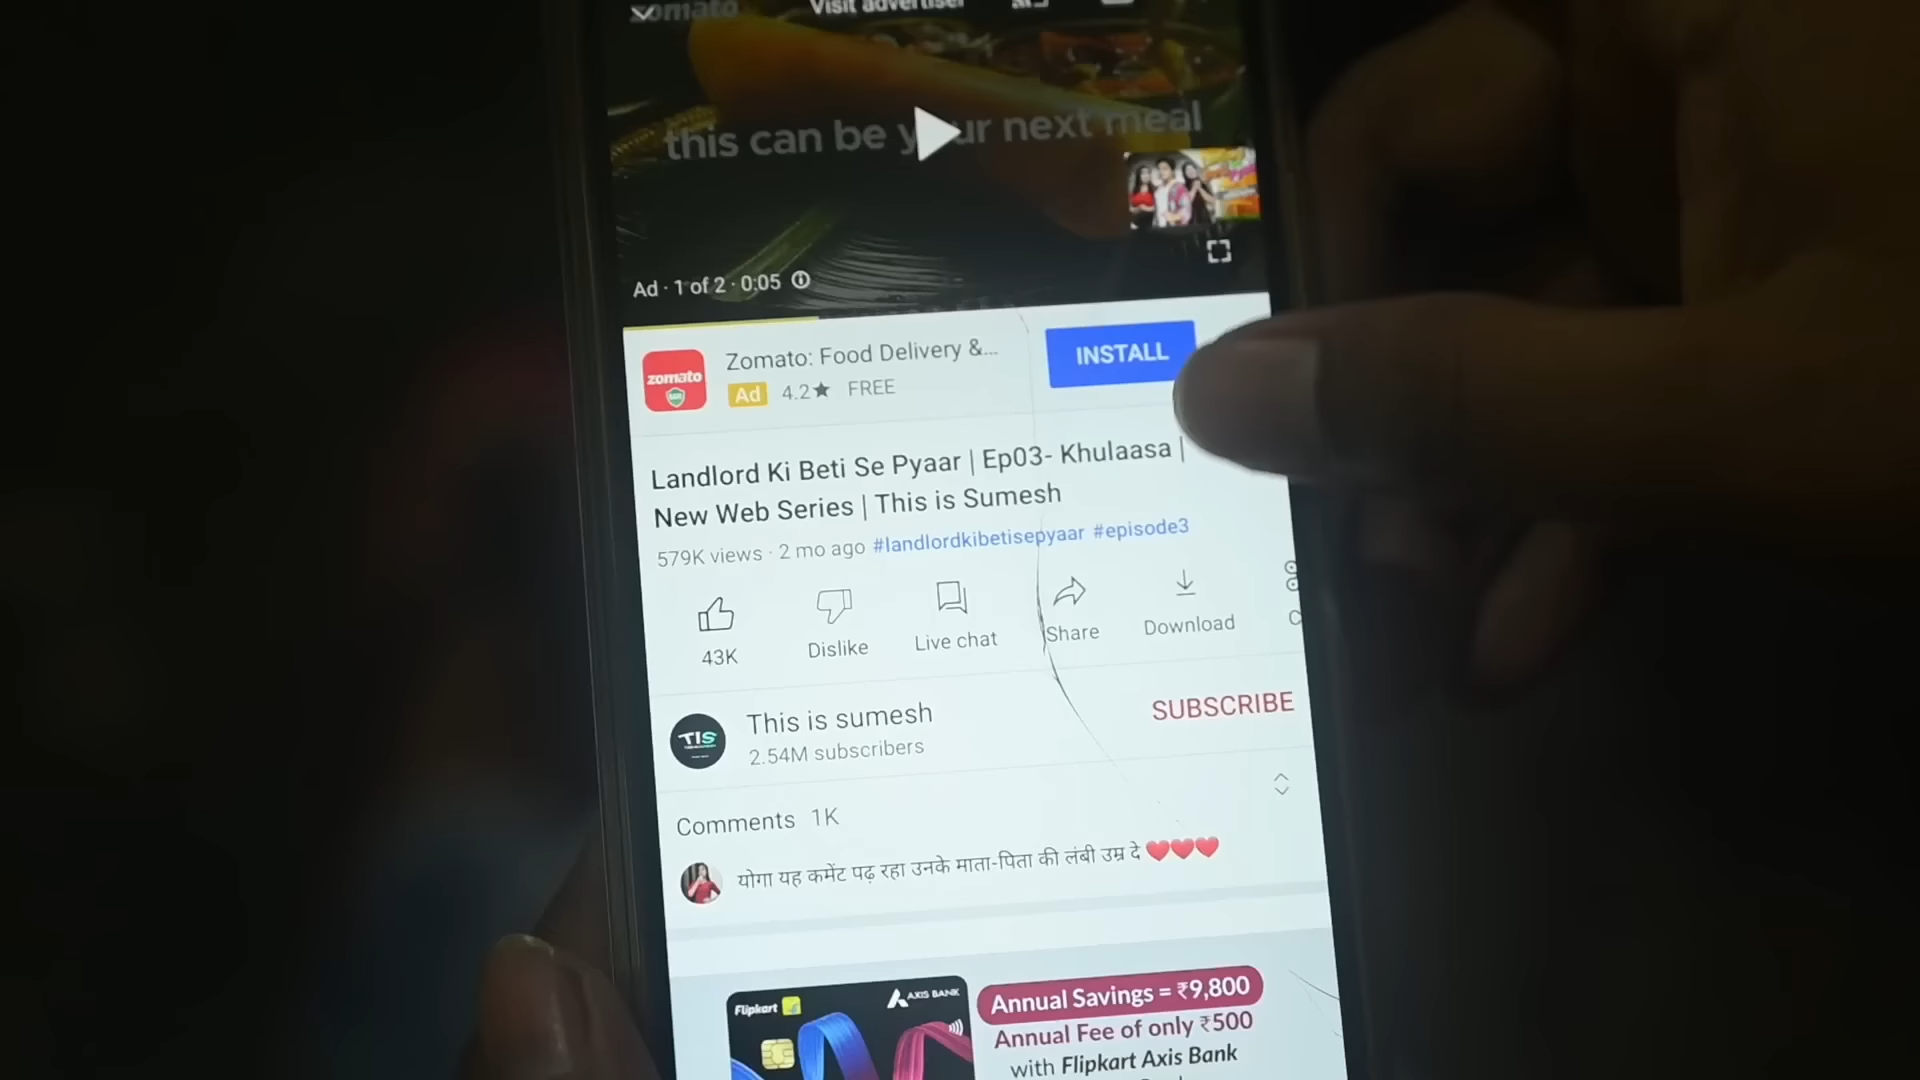 zomato
Visit advertiser
this can be your next meal
Ad · 1 of 2 · 0:05
zomato
Zomato: Food Delivery &...
INSTALL
Ad 4.2★ FREE
Landlord Ki Beti Se Pyaar | Ep03- Khulaasa |
New Web Series | This is Sumesh
579K views · 2 mo ago #landlordkibetisepyaar #episode3
43K
Dislike
Live chat
Share
Download
C
TIS
This is sumesh
2.54M subscribers
SUBSCRIBE
Comments 1K
योगा यह कमेंट पढ़ रहा उनके माता-पिता की लंबी उम्र दे ❤️❤️❤️
Flipkart
AXIS BANK
Annual Savings = ₹9,800
Annual Fee of only ₹500
with Flipkart Axis Bank